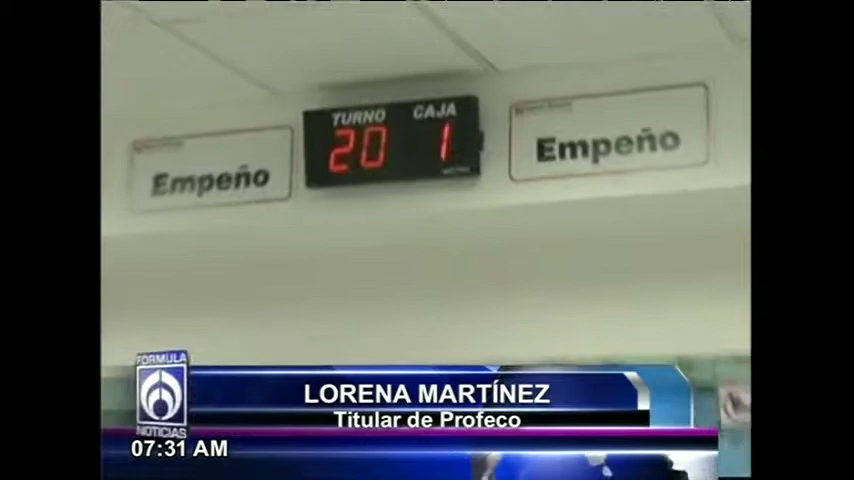 TURNO CAJA
20 1
Empeño
Empeño
FORMULA
NOTICIAS
LORENA MARTÍNEZ
Titular de Profeco
07:31 AM